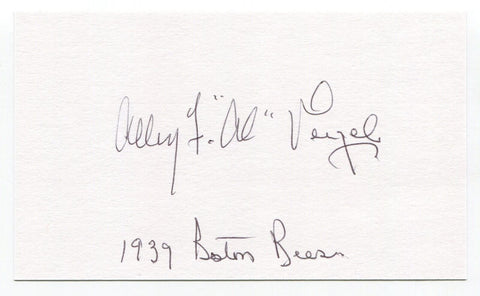 Allen F. "Al" Veigel
1939 Boston Bees